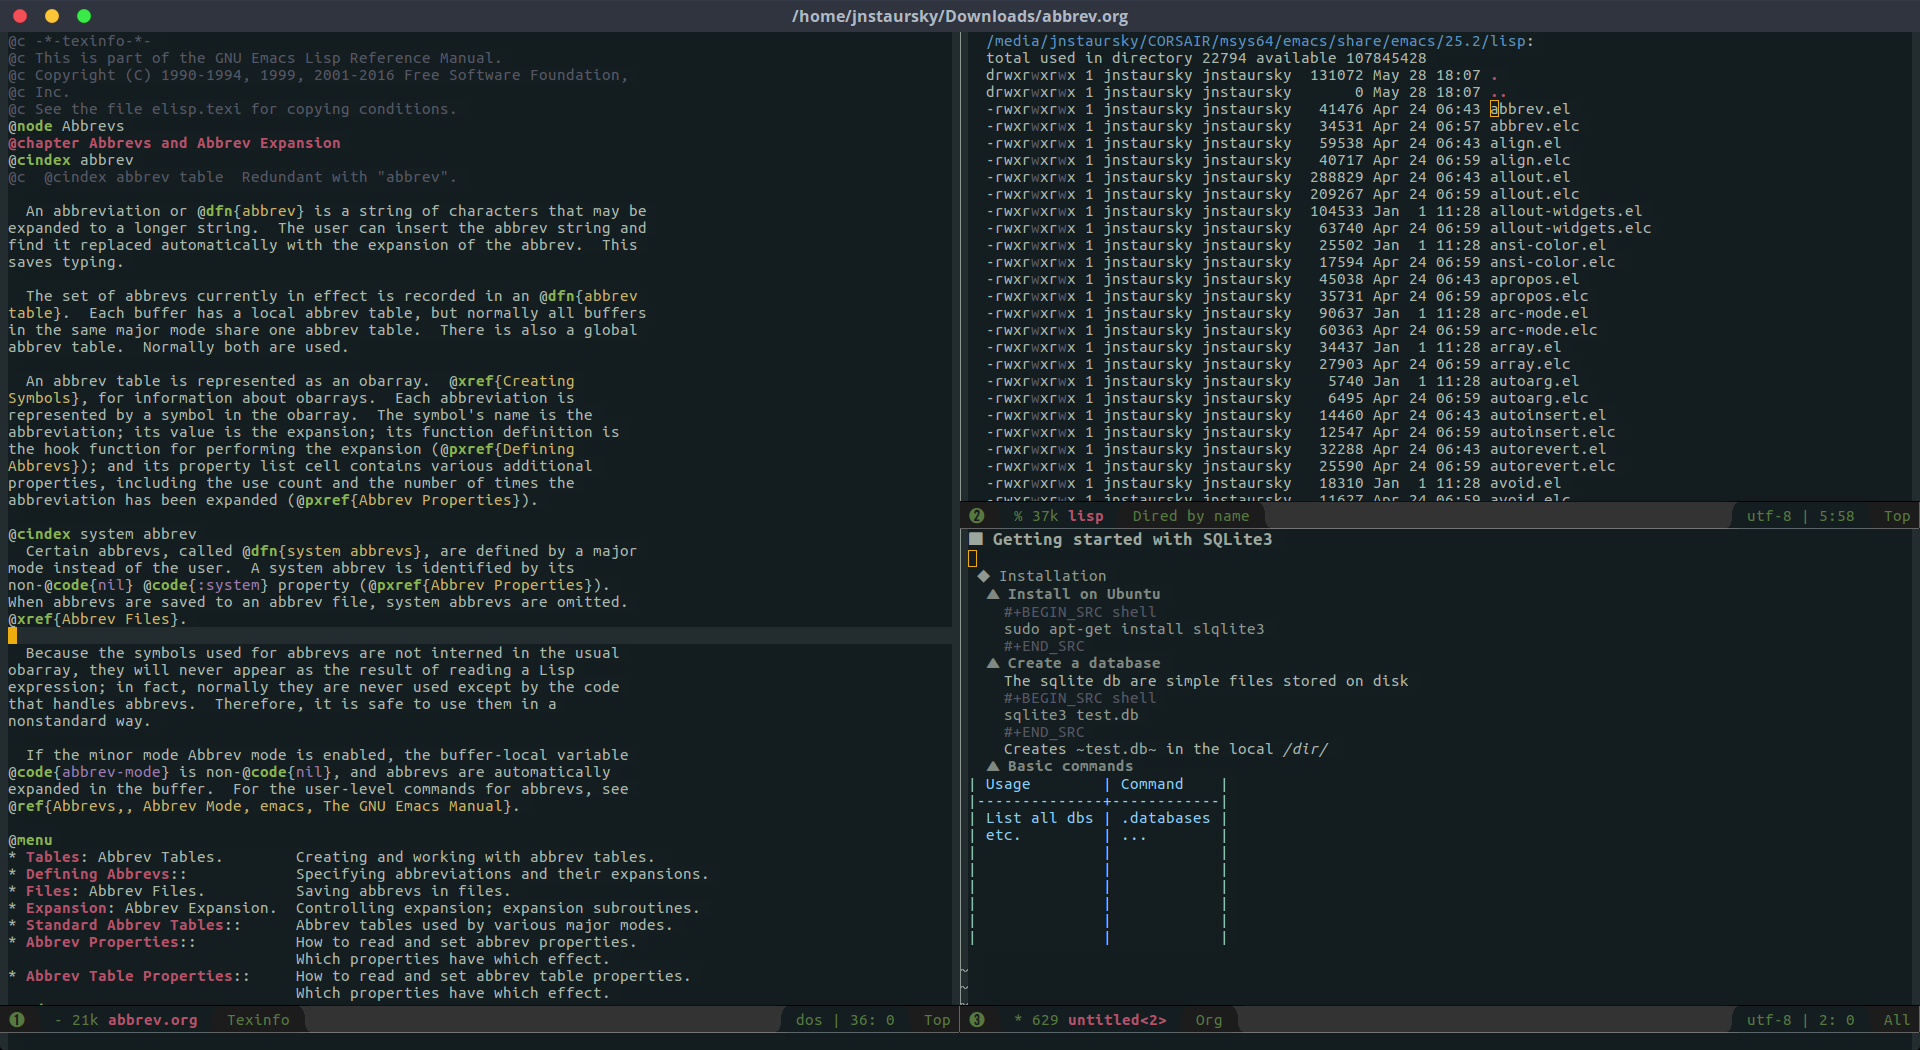 /home/jnstaursky/Downloads/abbrev.org
@c -*-texinfo-*-
@c This is part of the GNU Emacs Lisp Reference Manual.
@c Copyright (C) 1990-1994, 1999, 2001-2016 Free Software Foundation,
@c Inc.
@c See the file elisp.texi for copying conditions.
@node Abbrevs
@chapter Abbrevs and Abbrev Expansion
@cindex abbrev
@c  @cindex abbrev table  Redundant with "abbrev".
  An abbreviation or @dfn{abbrev} is a string of characters that may be
expanded to a longer string.  The user can insert the abbrev string and
find it replaced automatically with the expansion of the abbrev.  This
saves typing.
  The set of abbrevs currently in effect is recorded in an @dfn{abbrev
table}.  Each buffer has a local abbrev table, but normally all buffers
in the same major mode share one abbrev table.  There is also a global
abbrev table.  Normally both are used.
  An abbrev table is represented as an obarray.  @xref{Creating
Symbols}, for information about obarrays.  Each abbreviation is
represented by a symbol in the obarray.  The symbol's name is the
abbreviation; its value is the expansion; its function definition is
the hook function for performing the expansion (@pxref{Defining
Abbrevs}); and its property list cell contains various additional
properties, including the use count and the number of times the
abbreviation has been expanded (@pxref{Abbrev Properties}).
@cindex system abbrev
  Certain abbrevs, called @dfn{system abbrevs}, are defined by a major
mode instead of the user.  A system abbrev is identified by its
non-@code{nil} @code{:system} property (@pxref{Abbrev Properties}).
When abbrevs are saved to an abbrev file, system abbrevs are omitted.
@xref{Abbrev Files}.
  Because the symbols used for abbrevs are not interned in the usual
obarray, they will never appear as the result of reading a Lisp
expression; in fact, normally they are never used except by the code
that handles abbrevs.  Therefore, it is safe to use them in a
nonstandard way.
  If the minor mode Abbrev mode is enabled, the buffer-local variable
@code{abbrev-mode} is non-@code{nil}, and abbrevs are automatically
expanded in the buffer.  For the user-level commands for abbrevs, see
@ref{Abbrevs,, Abbrev Mode, emacs, The GNU Emacs Manual}.
@menu
* Tables: Abbrev Tables.        Creating and working with abbrev tables.
* Defining Abbrevs::            Specifying abbreviations and their expansions.
* Files: Abbrev Files.          Saving abbrevs in files.
* Expansion: Abbrev Expansion.  Controlling expansion; expansion subroutines.
* Standard Abbrev Tables::      Abbrev tables used by various major modes.
* Abbrev Properties::           How to read and set abbrev properties.
                                Which properties have which effect.
* Abbrev Table Properties::     How to read and set abbrev table properties.
                                Which properties have which effect.
1 - 21k abbrev.org Texinfo dos | 36: 0 Top
/media/jnstaursky/CORSAIR/msys64/emacs/share/emacs/25.2/lisp:
total used in directory 22794 available 107845428
drwxrwxrwx 1 jnstaursky jnstaursky  131072 May 28 18:07 .
drwxrwxrwx 1 jnstaursky jnstaursky       0 May 28 18:07 ..
-rwxrwxrwx 1 jnstaursky jnstaursky   41476 Apr 24 06:43 abbrev.el
-rwxrwxrwx 1 jnstaursky jnstaursky   34531 Apr 24 06:57 abbrev.elc
-rwxrwxrwx 1 jnstaursky jnstaursky   59538 Apr 24 06:43 align.el
-rwxrwxrwx 1 jnstaursky jnstaursky   40717 Apr 24 06:59 align.elc
-rwxrwxrwx 1 jnstaursky jnstaursky  288829 Apr 24 06:43 allout.el
-rwxrwxrwx 1 jnstaursky jnstaursky  209267 Apr 24 06:59 allout.elc
-rwxrwxrwx 1 jnstaursky jnstaursky  104533 Jan  1 11:28 allout-widgets.el
-rwxrwxrwx 1 jnstaursky jnstaursky   63740 Apr 24 06:59 allout-widgets.elc
-rwxrwxrwx 1 jnstaursky jnstaursky   25502 Jan  1 11:28 ansi-color.el
-rwxrwxrwx 1 jnstaursky jnstaursky   17594 Apr 24 06:59 ansi-color.elc
-rwxrwxrwx 1 jnstaursky jnstaursky   45038 Apr 24 06:43 apropos.el
-rwxrwxrwx 1 jnstaursky jnstaursky   35731 Apr 24 06:59 apropos.elc
-rwxrwxrwx 1 jnstaursky jnstaursky   90637 Jan  1 11:28 arc-mode.el
-rwxrwxrwx 1 jnstaursky jnstaursky   60363 Apr 24 06:59 arc-mode.elc
-rwxrwxrwx 1 jnstaursky jnstaursky   34437 Jan  1 11:28 array.el
-rwxrwxrwx 1 jnstaursky jnstaursky   27903 Apr 24 06:59 array.elc
-rwxrwxrwx 1 jnstaursky jnstaursky    5740 Jan  1 11:28 autoarg.el
-rwxrwxrwx 1 jnstaursky jnstaursky    6495 Apr 24 06:59 autoarg.elc
-rwxrwxrwx 1 jnstaursky jnstaursky   14460 Apr 24 06:43 autoinsert.el
-rwxrwxrwx 1 jnstaursky jnstaursky   12547 Apr 24 06:59 autoinsert.elc
-rwxrwxrwx 1 jnstaursky jnstaursky   32288 Apr 24 06:43 autorevert.el
-rwxrwxrwx 1 jnstaursky jnstaursky   25590 Apr 24 06:59 autorevert.elc
-rwxrwxrwx 1 jnstaursky jnstaursky   18310 Jan  1 11:28 avoid.el
-rwxrwxrwx 1 jnstaursky jnstaursky   11627 Apr 24 06:59 avoid.elc
2 % 37k lisp Dired by name utf-8 | 5:58 Top
■ Getting started with SQLite3
◆ Installation
▲ Install on Ubuntu
#+BEGIN_SRC shell
sudo apt-get install slqlite3
#+END_SRC
▲ Create a database
The sqlite db are simple files stored on disk
#+BEGIN_SRC shell
sqlite3 test.db
#+END_SRC
Creates ~test.db~ in the local /dir/
▲ Basic commands
| Usage        | Command    |
|--------------+------------|
| List all dbs | .databases |
| etc.         | ...        |
|              |            |
|              |            |
|              |            |
|              |            |
|              |            |
|              |            |
~
~
~
3 * 629 untitled<2> Org utf-8 | 2: 0 All